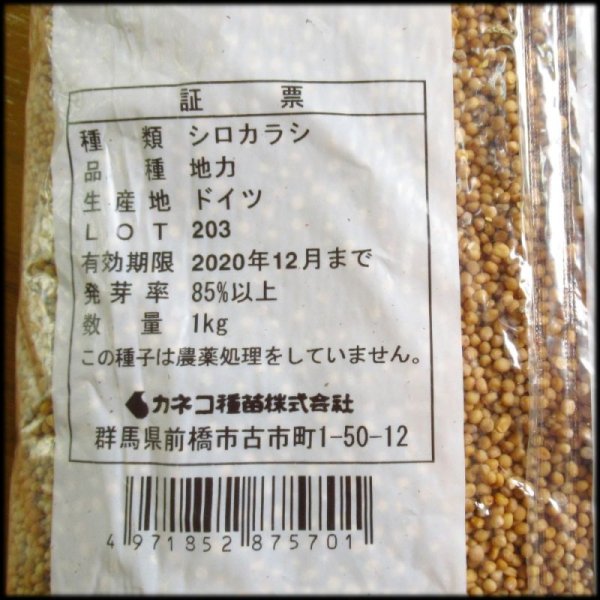 証 票
種 類 シロカラシ
品 種 地力
生産地 ドイツ
LOT 203
有効期限 2020年12月まで
発芽率 85%以上
数 量 1kg
この種子は農薬処理をしていません。
カネコ種苗株式会社
群馬県前橋市古市町1-50-12
4 971352 875701